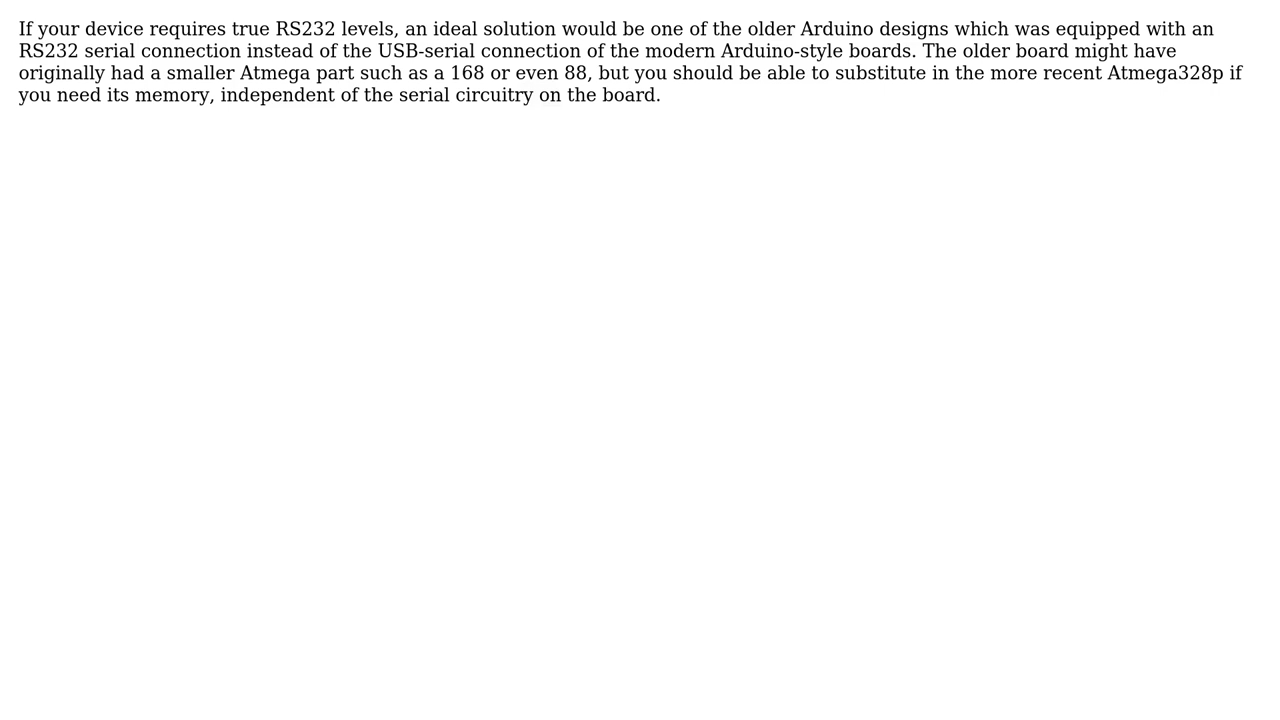 If your device requires true RS232 levels, an ideal solution would be one of the older Arduino designs which was equipped with an
RS232 serial connection instead of the USB-serial connection of the modern Arduino-style boards. The older board might have
originally had a smaller Atmega part such as a 168 or even 88, but you should be able to substitute in the more recent Atmega328p if
you need its memory, independent of the serial circuitry on the board.